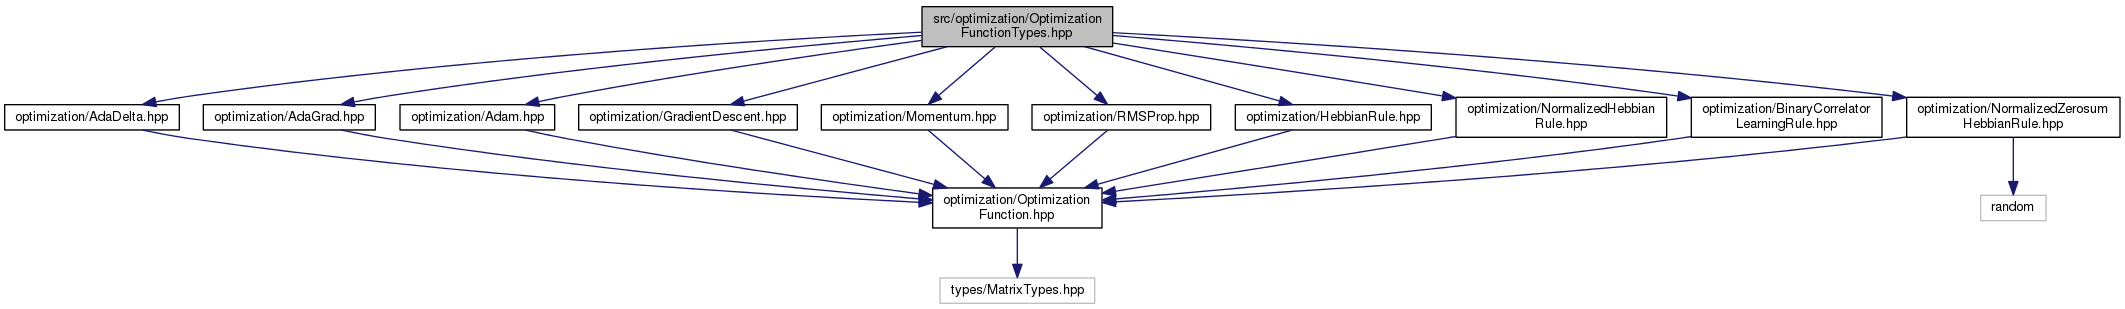 src/optimization/Optimization
FunctionTypes.hpp
optimization/AdaDelta.hpp
optimization/AdaGrad.hpp
optimization/Adam.hpp
optimization/GradientDescent.hpp
optimization/Momentum.hpp
optimization/RMSProp.hpp
optimization/HebbianRule.hpp
optimization/NormalizedHebbian
Rule.hpp
optimization/BinaryCorrelator
LearningRule.hpp
optimization/NormalizedZerosum
HebbianRule.hpp
optimization/Optimization
Function.hpp
random
types/MatrixTypes.hpp